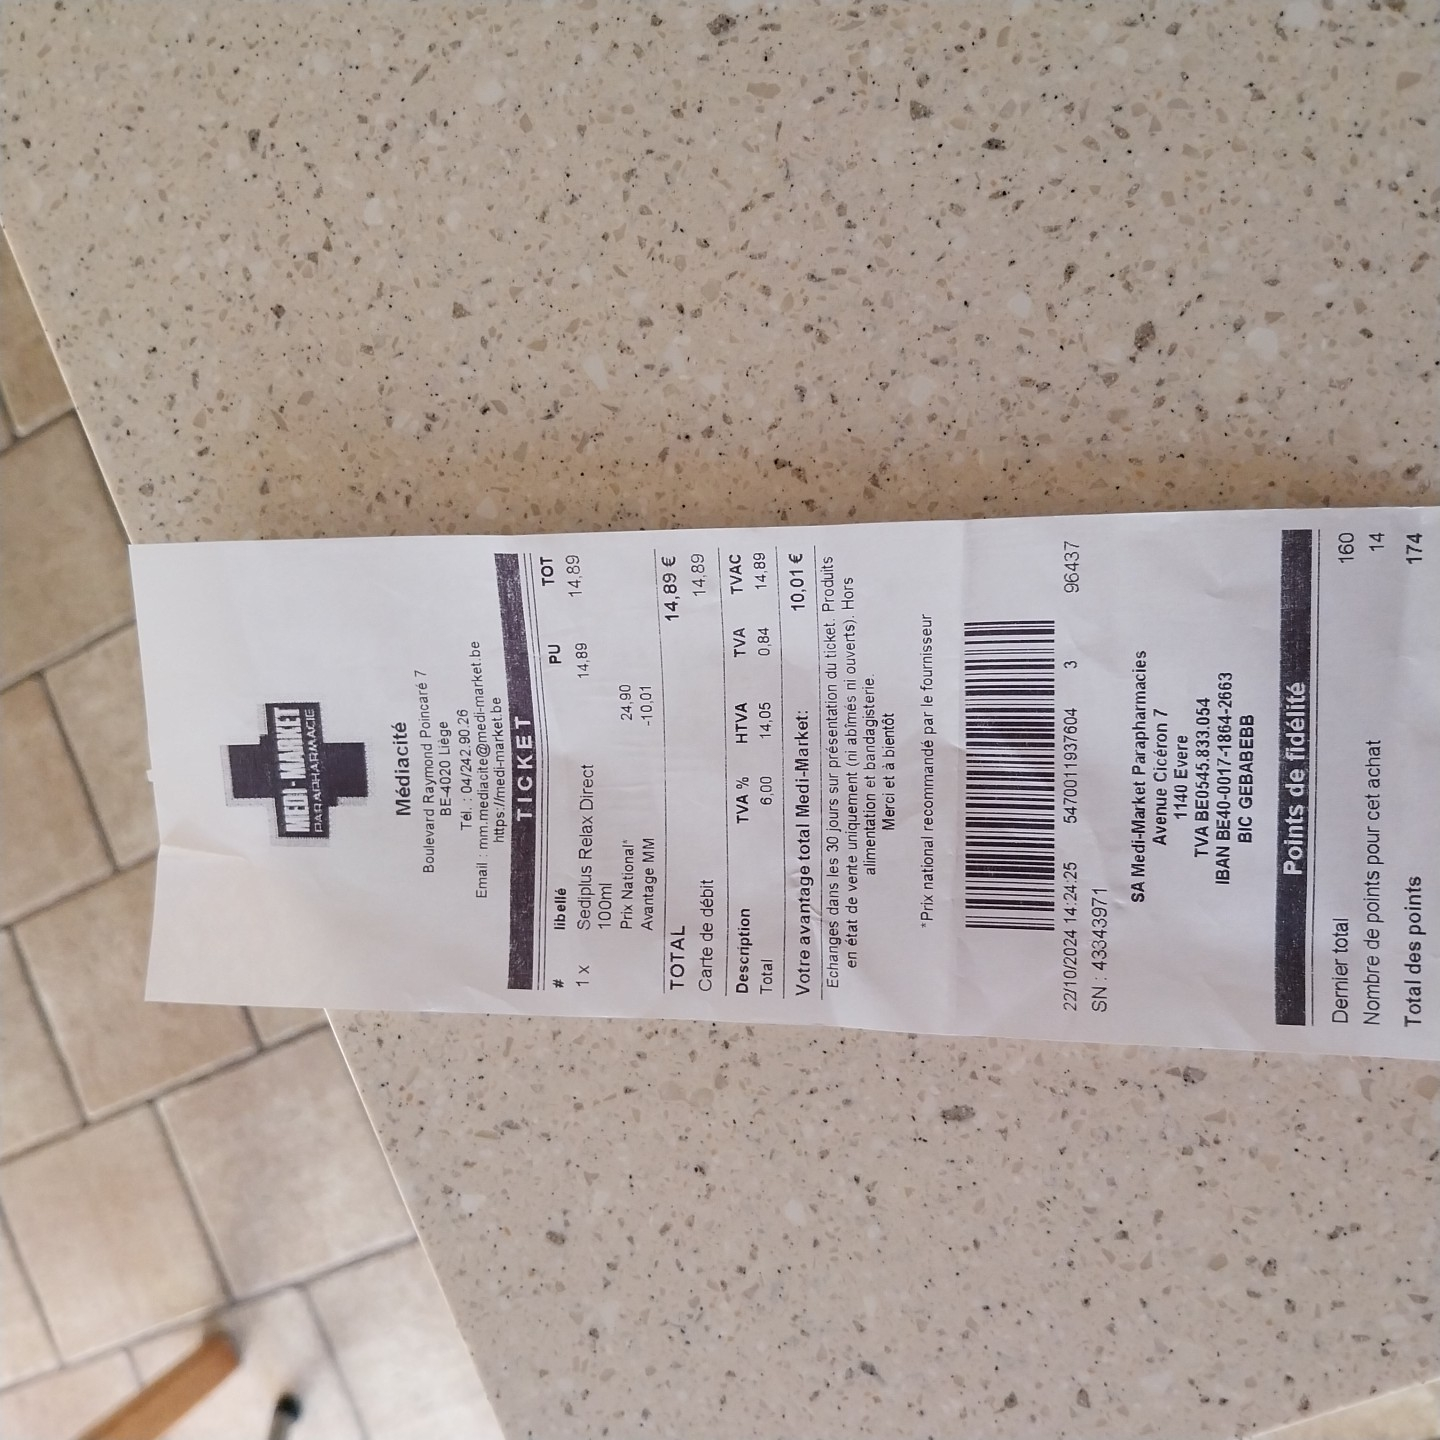 MEDI-MARKET
PARAPHARMACIE
Médiacité
Boulevard Raymond Poincaré 7
BE-4020 Liège
Tél. : 04/242.90.26
Email : mm.mediacite@medi-market.be
https://medi-market.be
TICKET
# libellé PU TOT
1 x Sediplus Relax Direct 14,89 14,89
100ml
Prix National* 24,90
Avantage MM -10,01
TOTAL 14,89 €
Carte de débit 14,89
Description TVA % HTVA TVA TVAC
Total 6,00 14,05 0,84 14,89
Votre avantage total Medi-Market: 10,01 €
Echanges dans les 30 jours sur présentation du ticket. Produits
en état de vente uniquement (ni abîmés ni ouverts). Hors
alimentation et bandagisterie.
Merci et à bientôt
*Prix national recommandé par le fournisseur
22/10/2024 14:24:25 5470011937604 3 96437
SN : 43343971
SA Medi-Market Parapharmacies
Avenue Cicéron 7
1140 Evere
TVA BE0545.833.054
IBAN BE40-0017-1864-2663
BIC GEBABEBB
Points de fidélité
Dernier total 160
Nombre de points pour cet achat 14
Total des points 174